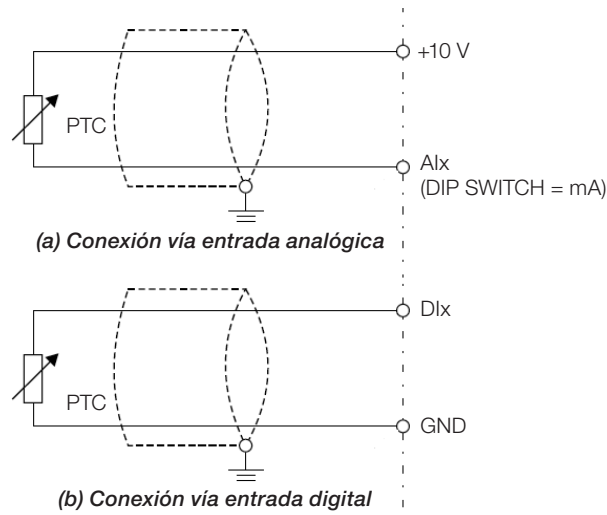 +10 V
PTC
AIx
(DIP SWITCH = mA)
(a) Conexión vía entrada analógica
DIx
PTC
GND
(b) Conexión vía entrada digital